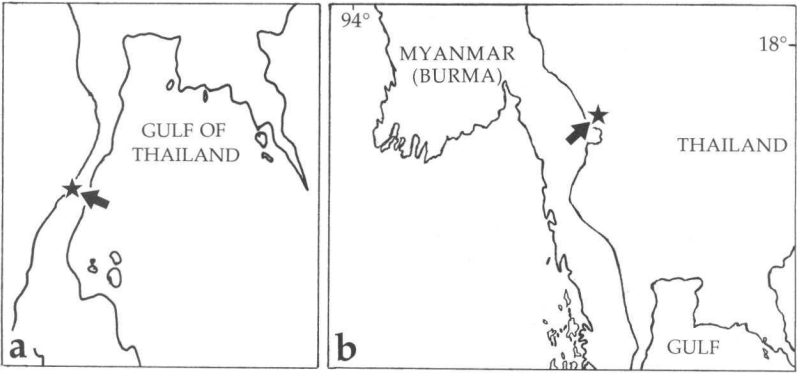 GULF OF
THAILAND
a
94°
MYANMAR
(BURMA)
18°
THAILAND
GULF
b